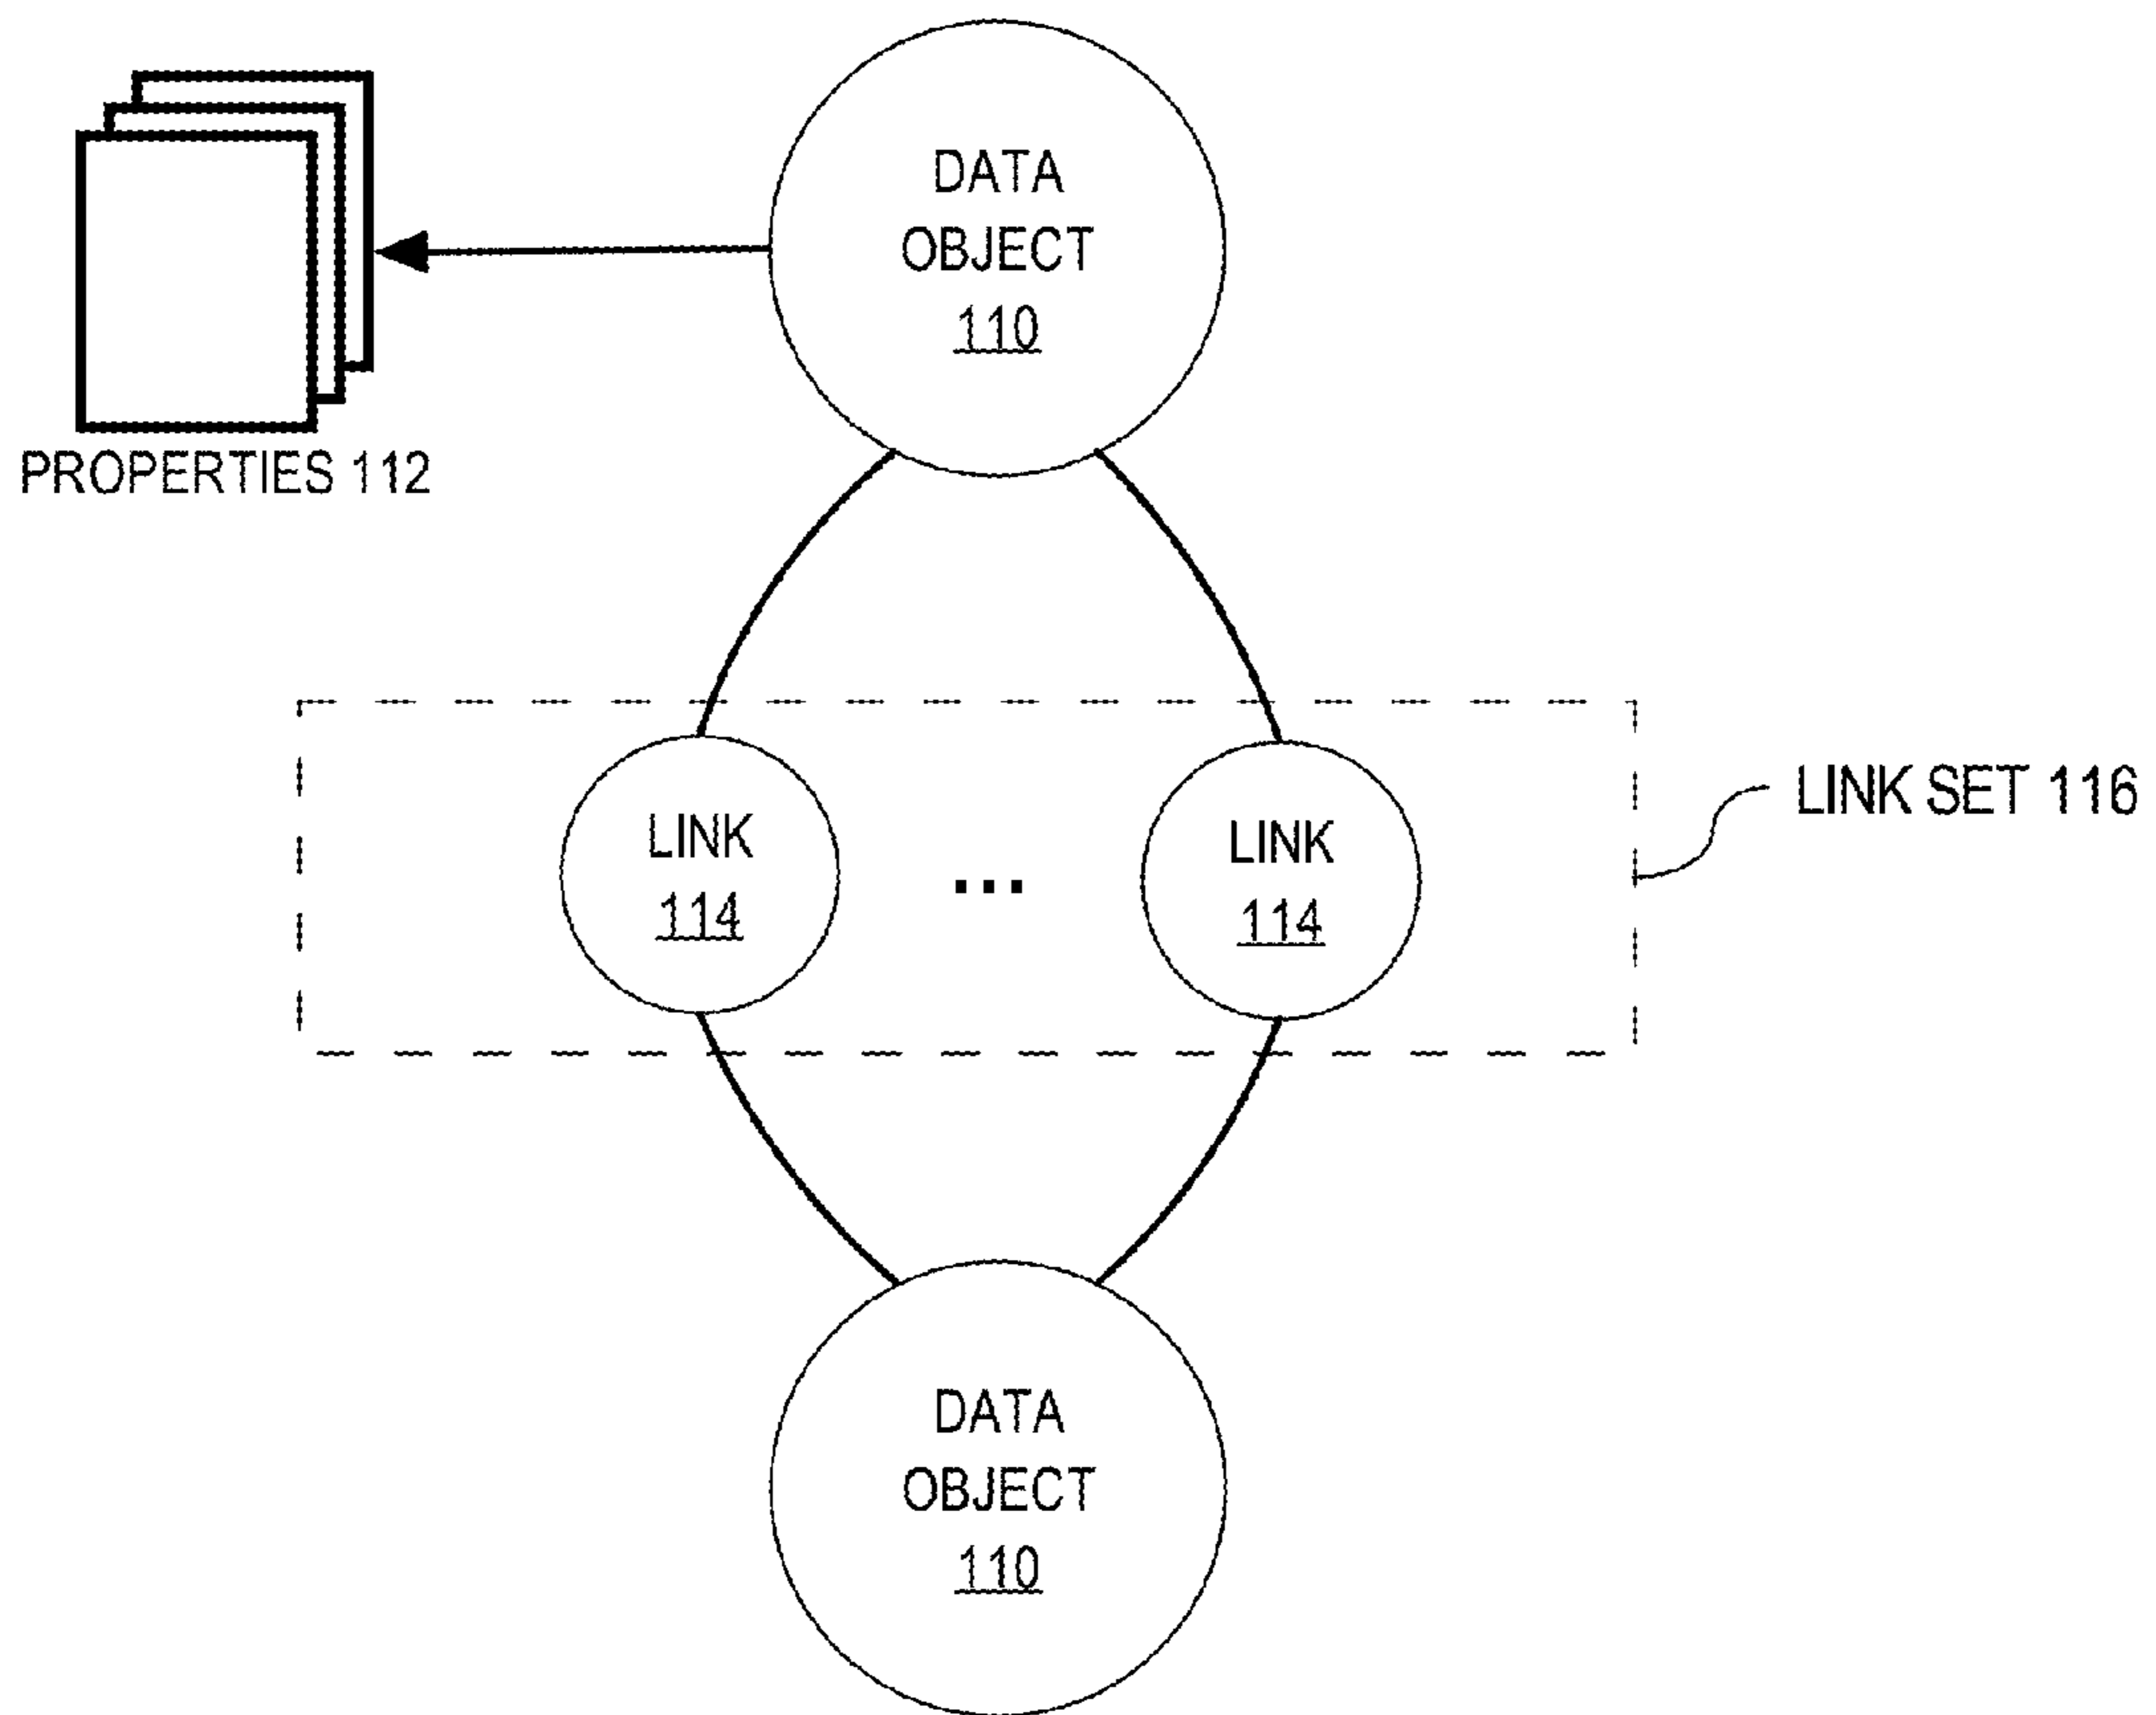 DATA
OBJECT
110
PROPERTIES 112
LINK SET 116
LINK
114
...
LINK
114
DATA
OBJECT
110